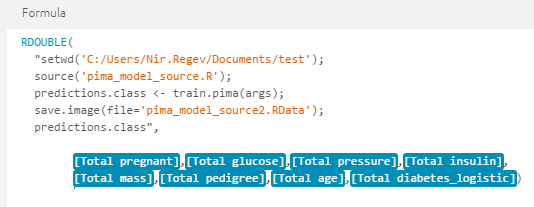 Formula
RDOUBLE(
"setwd('C:/Users/Nir.Regev/Documents/test');
source('pima_model_source.R');
predictions.class <- train.pima(args);
save.image(file='pima_model_source2.RData');
predictions.class",
[Total pregnant],[Total glucose],[Total pressure],[Total insulin],
[Total mass],[Total pedigree],[Total age],[Total diabetes_logistic])